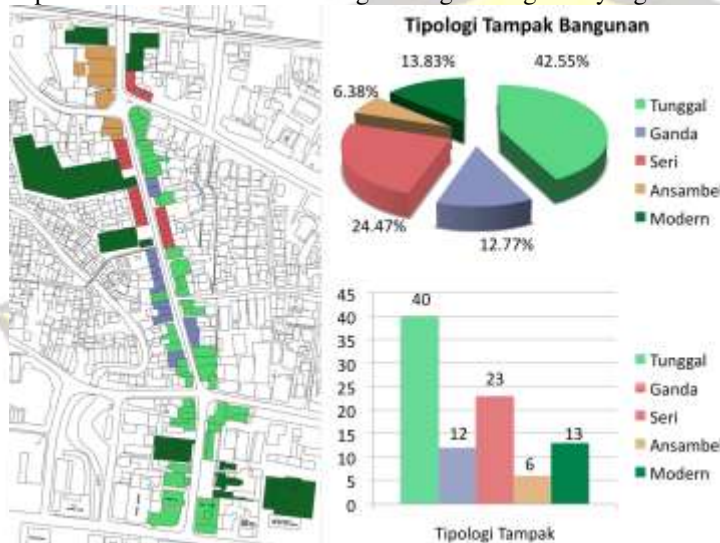 Tipologi Tampak Bangunan
13.83%
42.55%
6.38%
24.47%
12.77%
Tunggal
Ganda
Seri
Ansambel
Modern
45
40
35
30
25
20
15
10
5
0
40
12
23
6
13
Tunggal
Ganda
Seri
Ansambel
Modern
Tipologi Tampak